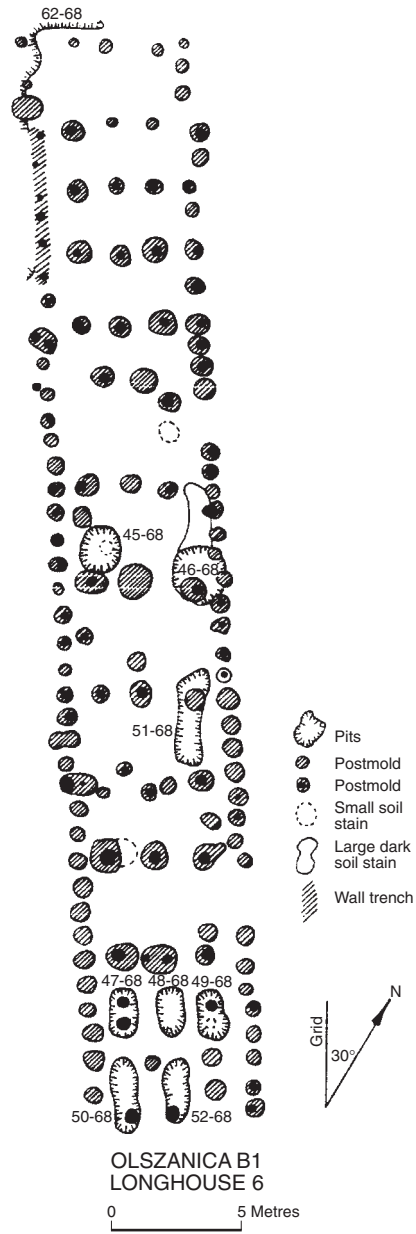 62-68
45-68
46-68
51-68
Pits
Postmold
Postmold
Small soil
stain
Large dark
soil stain
Wall trench
47-68
48-68
49-68
N
Grid
30°
50-68
52-68
OLSZANICA B1
LONGHOUSE 6
0
5 Metres